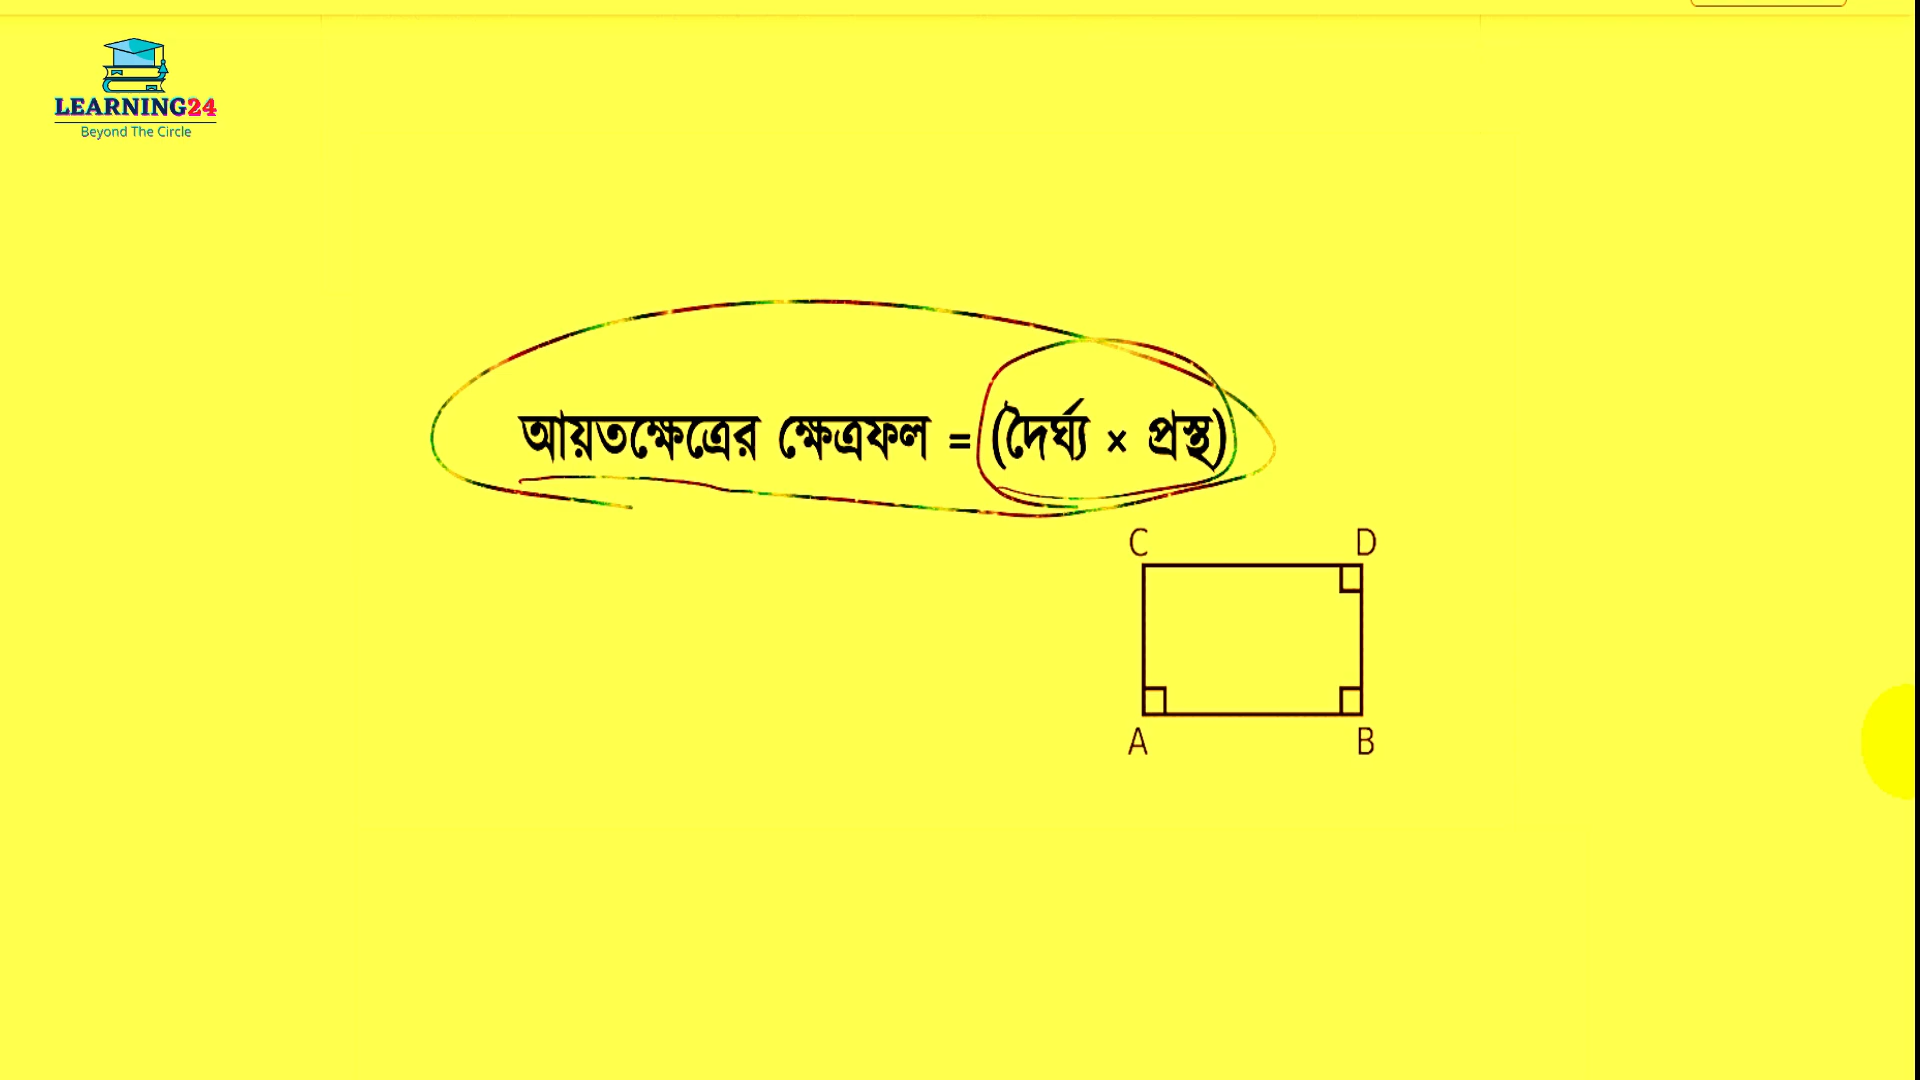 LEARNING24
Beyond The Circle
আয়তক্ষেত্রের ক্ষেত্রফল = (দৈর্ঘ্য × প্রস্থ)
C D
A B